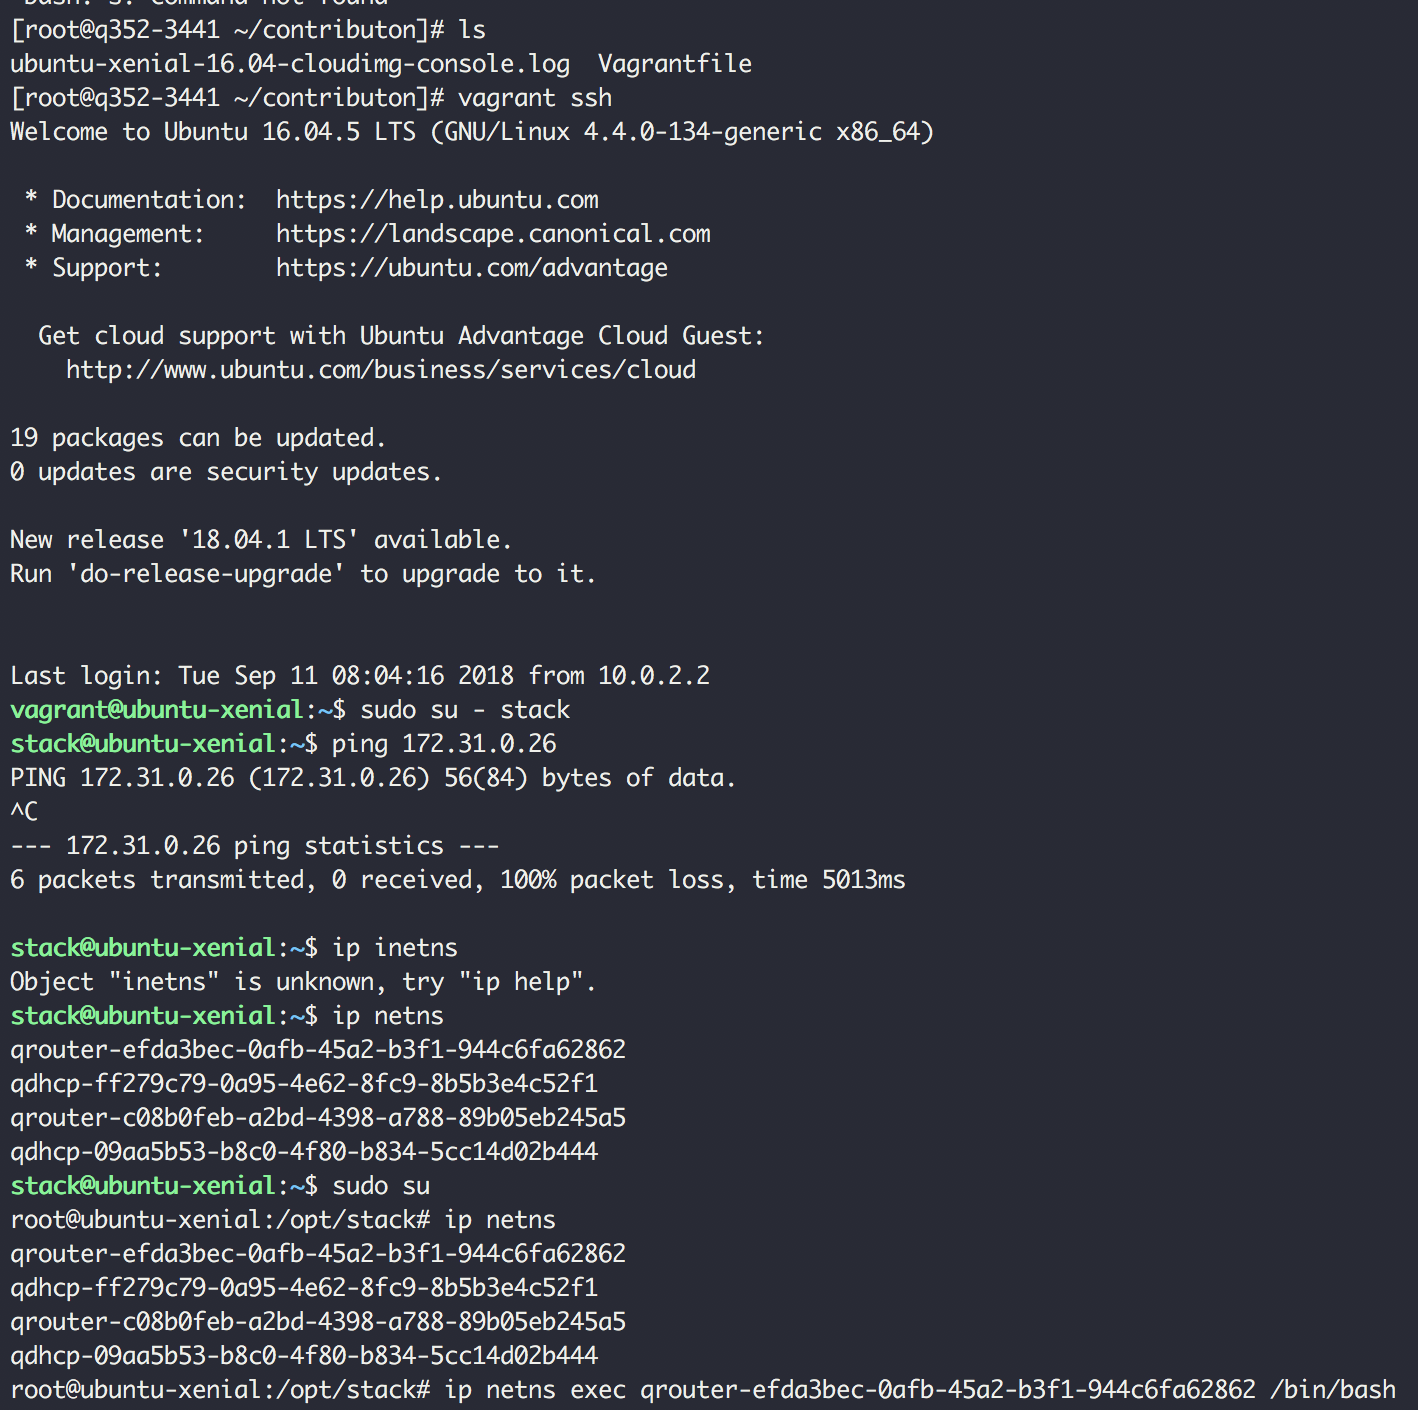 [root@q352-3441 ~/contributon]# ls
ubuntu-xenial-16.04-cloudimg-console.log  Vagrantfile
[root@q352-3441 ~/contributon]# vagrant ssh
Welcome to Ubuntu 16.04.5 LTS (GNU/Linux 4.4.0-134-generic x86_64)
 * Documentation:  https://help.ubuntu.com
 * Management:     https://landscape.canonical.com
 * Support:        https://ubuntu.com/advantage
  Get cloud support with Ubuntu Advantage Cloud Guest:
    http://www.ubuntu.com/business/services/cloud
19 packages can be updated.
0 updates are security updates.
New release '18.04.1 LTS' available.
Run 'do-release-upgrade' to upgrade to it.
Last login: Tue Sep 11 08:04:16 2018 from 10.0.2.2
vagrant@ubuntu-xenial:~$ sudo su - stack
stack@ubuntu-xenial:~$ ping 172.31.0.26
PING 172.31.0.26 (172.31.0.26) 56(84) bytes of data.
^C
--- 172.31.0.26 ping statistics ---
6 packets transmitted, 0 received, 100% packet loss, time 5013ms
stack@ubuntu-xenial:~$ ip inetns
Object "inetns" is unknown, try "ip help".
stack@ubuntu-xenial:~$ ip netns
qrouter-efda3bec-0afb-45a2-b3f1-944c6fa62862
qdhcp-ff279c79-0a95-4e62-8fc9-8b5b3e4c52f1
qrouter-c08b0feb-a2bd-4398-a788-89b05eb245a5
qdhcp-09aa5b53-b8c0-4f80-b834-5cc14d02b444
stack@ubuntu-xenial:~$ sudo su
root@ubuntu-xenial:/opt/stack# ip netns
qrouter-efda3bec-0afb-45a2-b3f1-944c6fa62862
qdhcp-ff279c79-0a95-4e62-8fc9-8b5b3e4c52f1
qrouter-c08b0feb-a2bd-4398-a788-89b05eb245a5
qdhcp-09aa5b53-b8c0-4f80-b834-5cc14d02b444
root@ubuntu-xenial:/opt/stack# ip netns exec qrouter-efda3bec-0afb-45a2-b3f1-944c6fa62862 /bin/bash